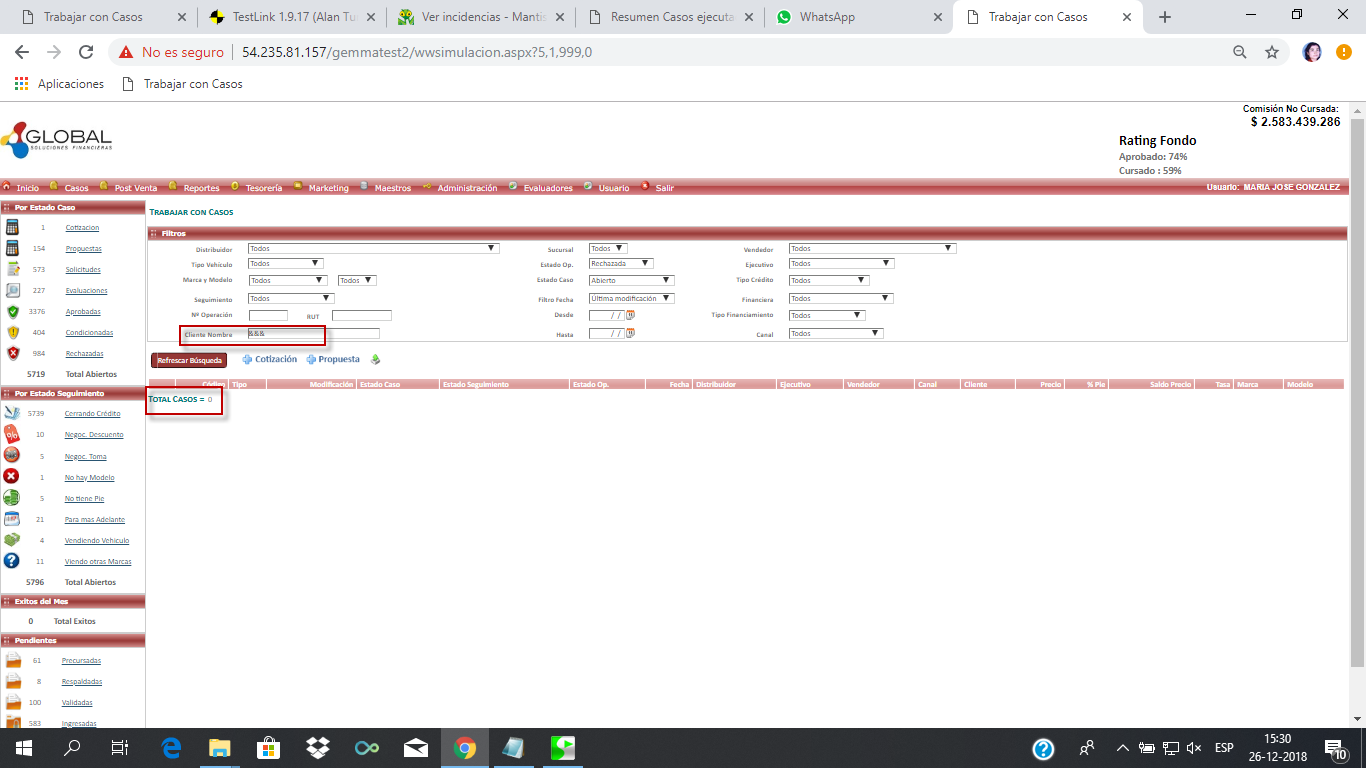 Trabajar con Casos
TestLink 1.9.17 (Alan Tu
Ver incidencias - Mantis
Resumen Casos ejecuta
WhatsApp
Trabajar con Casos
No es seguro 54.235.81.157/gemmatest2/wwsimulacion.aspx?5,1,999,0
Aplicaciones Trabajar con Casos
Comisión No Cursada:
$ 2.583.439.286
GLOBAL
SOLUCIONES FINANCIERAS
Rating Fondo
Aprobado: 74%
Cursado : 59%
Inicio Casos Post Venta Reportes Tesorería Marketing Maestros Administración Evaluadores Usuario Salir Usuario: MARIA JOSE GONZALEZ
Por Estado Caso
1 Cotizacion
154 Propuestas
573 Solicitudes
227 Evaluaciones
3376 Aprobadas
404 Condicionadas
984 Rechazadas
5719 Total Abiertos
Por Estado Seguimiento
5739 Cerrando Crédito
10 Negoc. Descuento
5 Negoc. Toma
1 No hay Modelo
5 No tiene Pie
21 Para mas Adelante
4 Vendiendo Vehiculo
11 Viendo otras Marcas
5796 Total Abiertos
Exitos del Mes
0 Total Exitos
Pendientes
61 Precursadas
8 Respaldadas
100 Validadas
583 Ingresadas
TRABAJAR CON CASOS
Filtros
Distribuidor Todos Sucursal Todos Vendedor Todos
Tipo Vehículo Todos Estado Op. Rechazada Ejecutivo Todos
Marca y Modelo Todos Todos Estado Caso Abierto Tipo Crédito Todos
Seguimiento Todos Filtro Fecha Última modificación Financiera Todos
Nº Operación RUT Desde / / Tipo Financiamiento Todos
Cliente Nombre &&& Hasta / / Canal Todos
Refrescar Búsqueda Cotización Propuesta
Código Tipo Modificación Estado Caso Estado Seguimiento Estado Op. Fecha Distribuidor Ejecutivo Vendedor Canal Cliente Precio % Pie Saldo Precio Tasa Marca Modelo
TOTAL CASOS = 0
ESP
15:30
26-12-2018
10